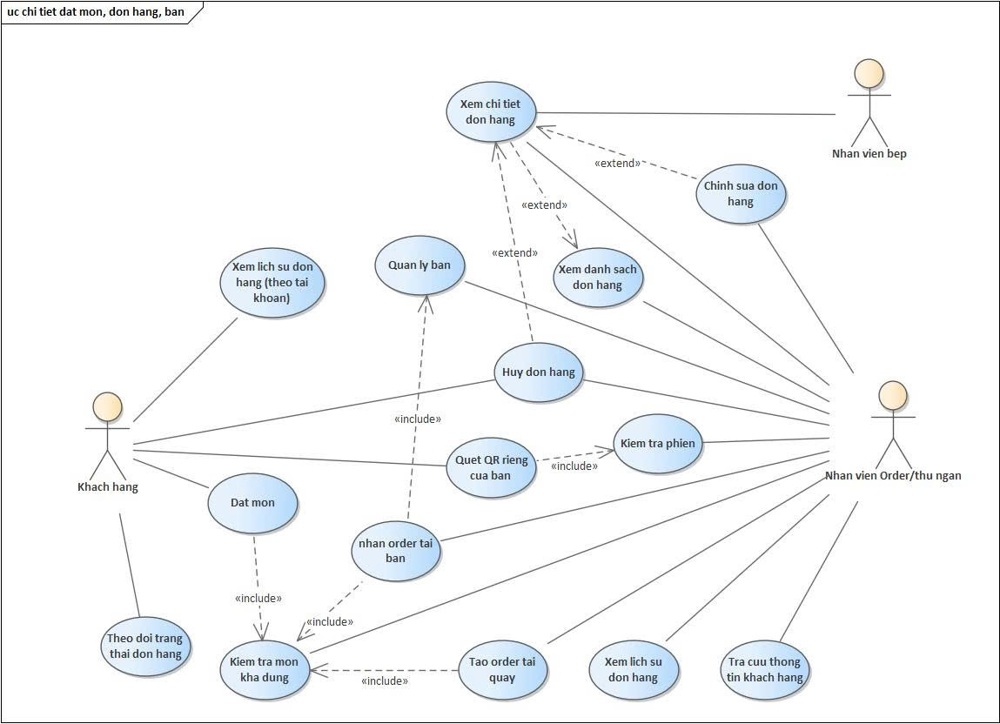 uc chi tiet dat mon, don hang, ban
Xem chi tiet
don hang
Nhan vien bep
«extend»
Chinh sua don
hang
«extend»
«extend»
Quan ly ban
Xem lich su don
hang (theo tai
khoan)
Xem danh sach
don hang
Huy don hang
«include»
Kiem tra phien
Quet QR rieng
cua ban
«include»
Khach hang
Nhan vien Order/thu ngan
Dat mon
nhan order tai
ban
«include»
«include»
Theo doi trang
thai don hang
Kiem tra mon
kha dung
«include»
Tao order tai
quay
Xem lich su
don hang
Tra cuu thong
tin khach hang